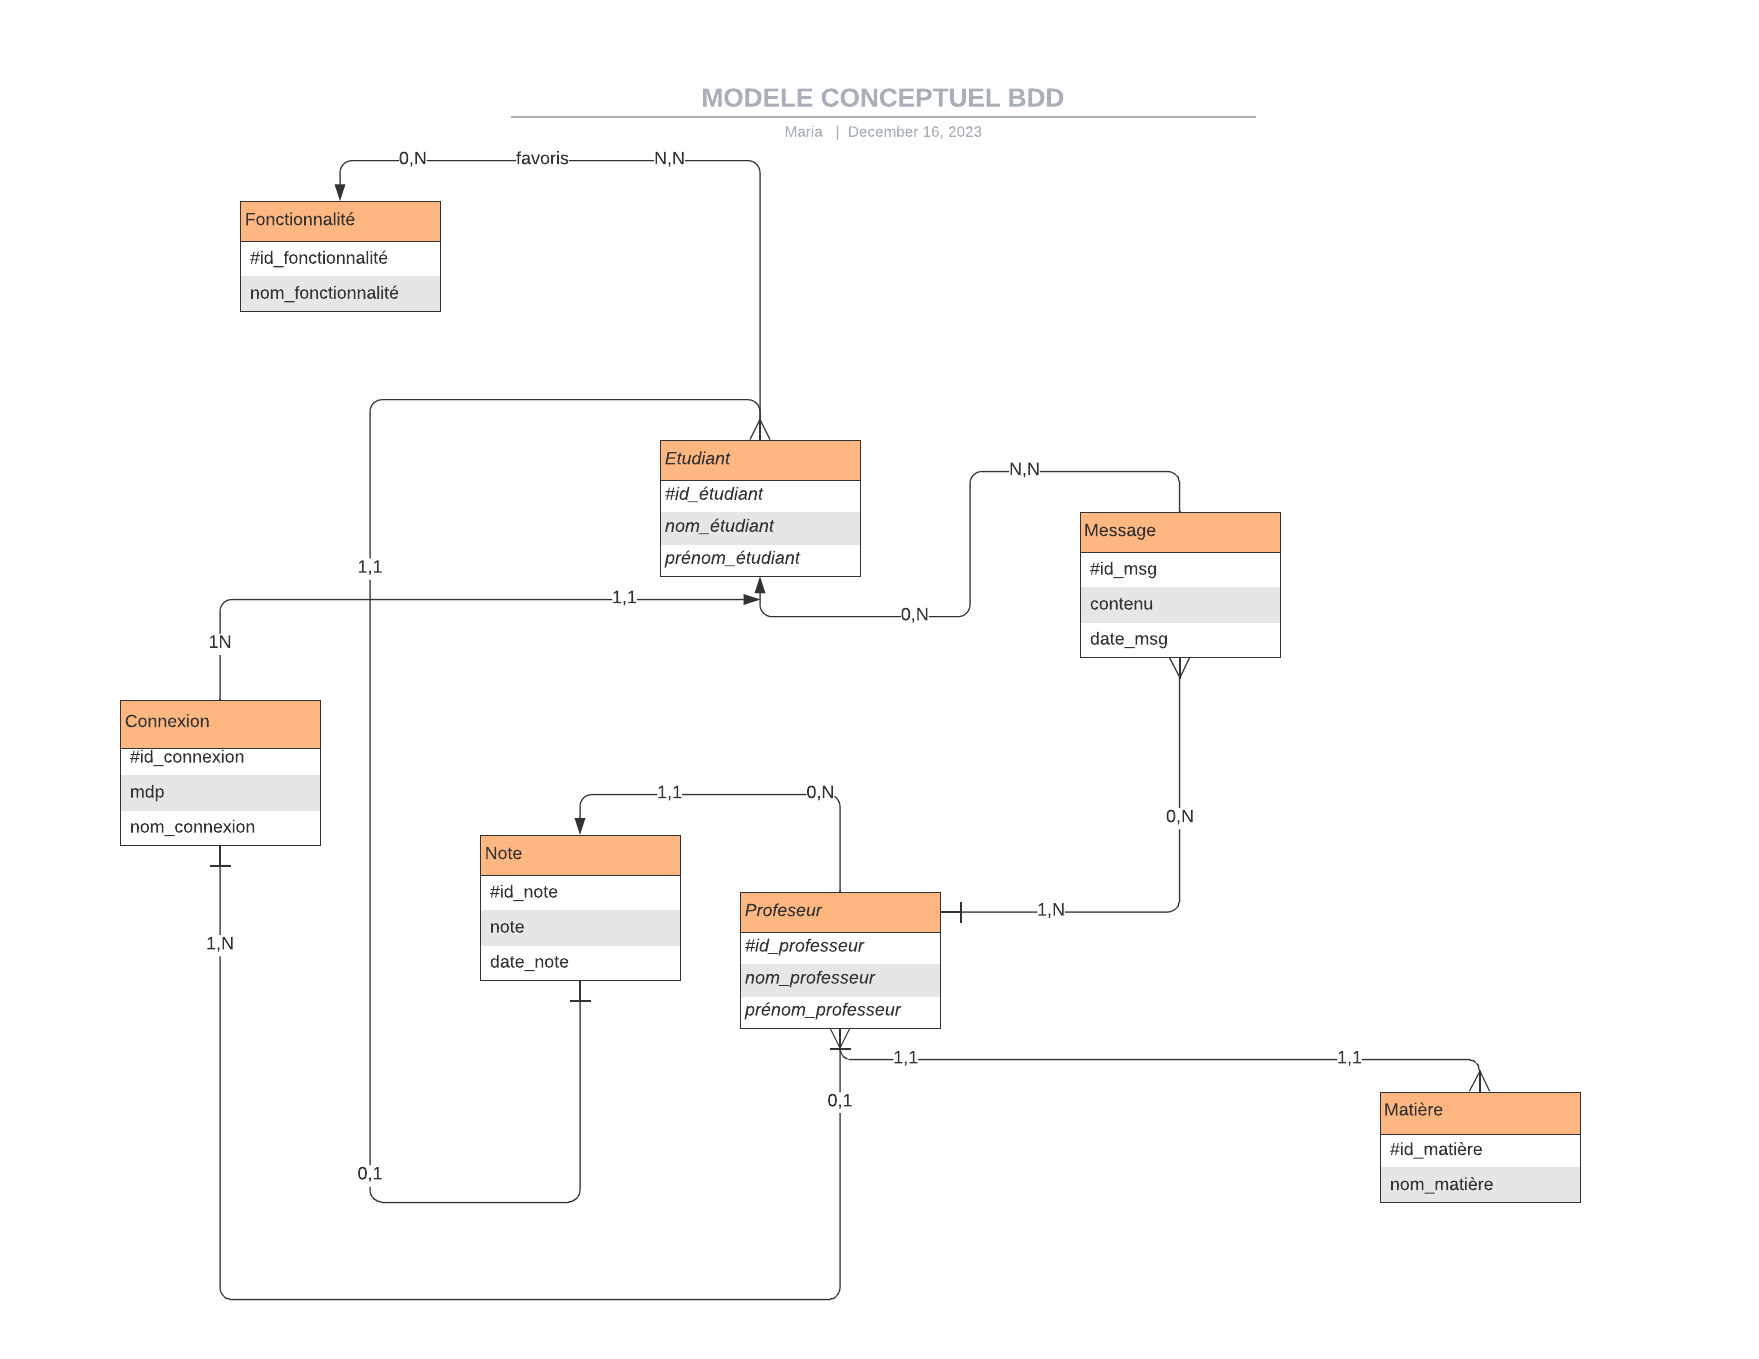 MODELE CONCEPTUEL BDD
Maria | December 16, 2023
0,N
favoris
N,N
Fonctionnalité
#id_fonctionnalité
nom_fonctionnalité
Etudiant
#id_étudiant
nom_étudiant
prénom_étudiant
N,N
Message
#id_msg
contenu
date_msg
1,1
1,1
0,N
1N
Connexion
#id_connexion
mdp
nom_connexion
1,1
0,N
0,N
Note
#id_note
note
date_note
Profeseur
#id_professeur
nom_professeur
prénom_professeur
1,N
1,N
1,1
1,1
0,1
Matière
#id_matière
nom_matière
0,1